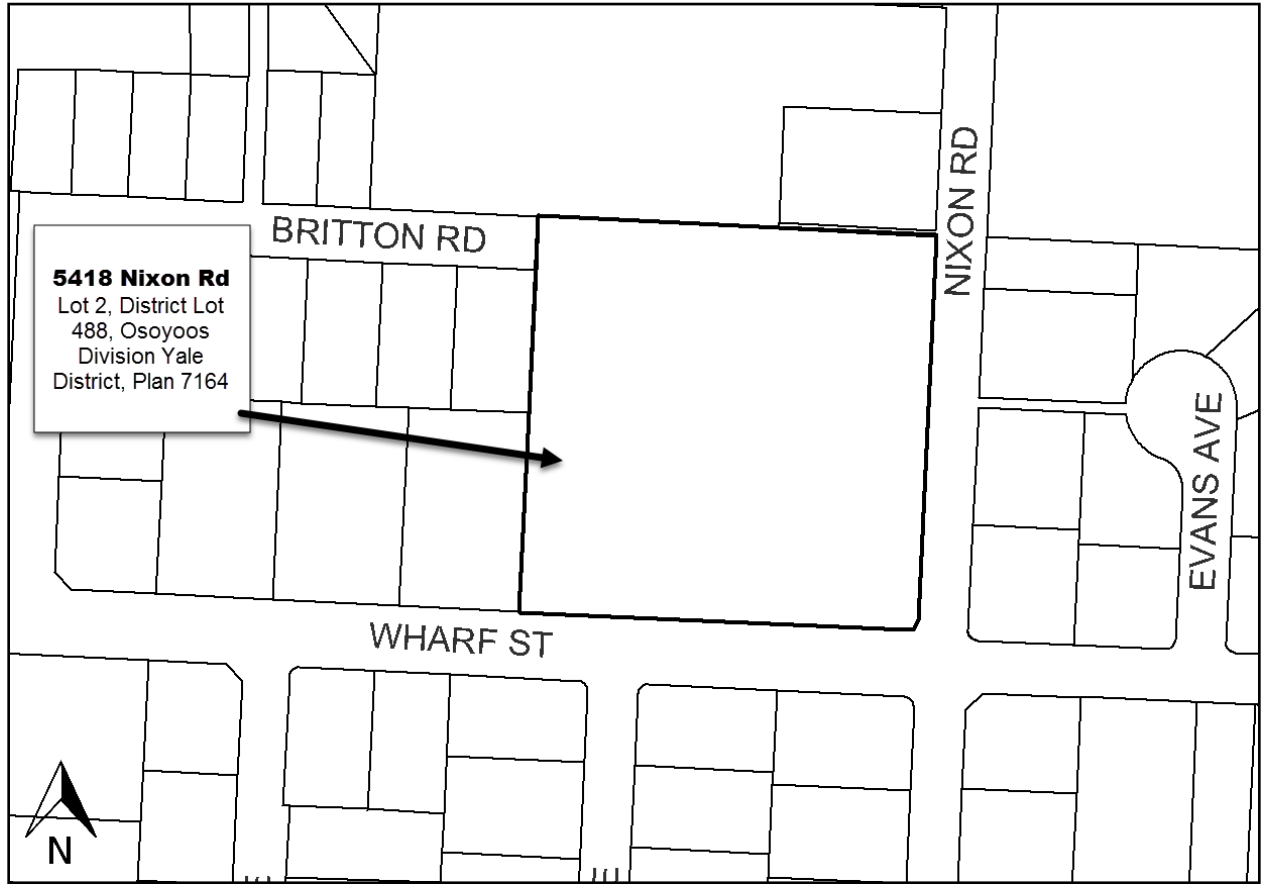 BRITTON RD
NIXON RD
5418 Nixon Rd
Lot 2, District Lot
488, Osoyoos
Division Yale
District, Plan 7164
EVANS AVE
WHARF ST
N